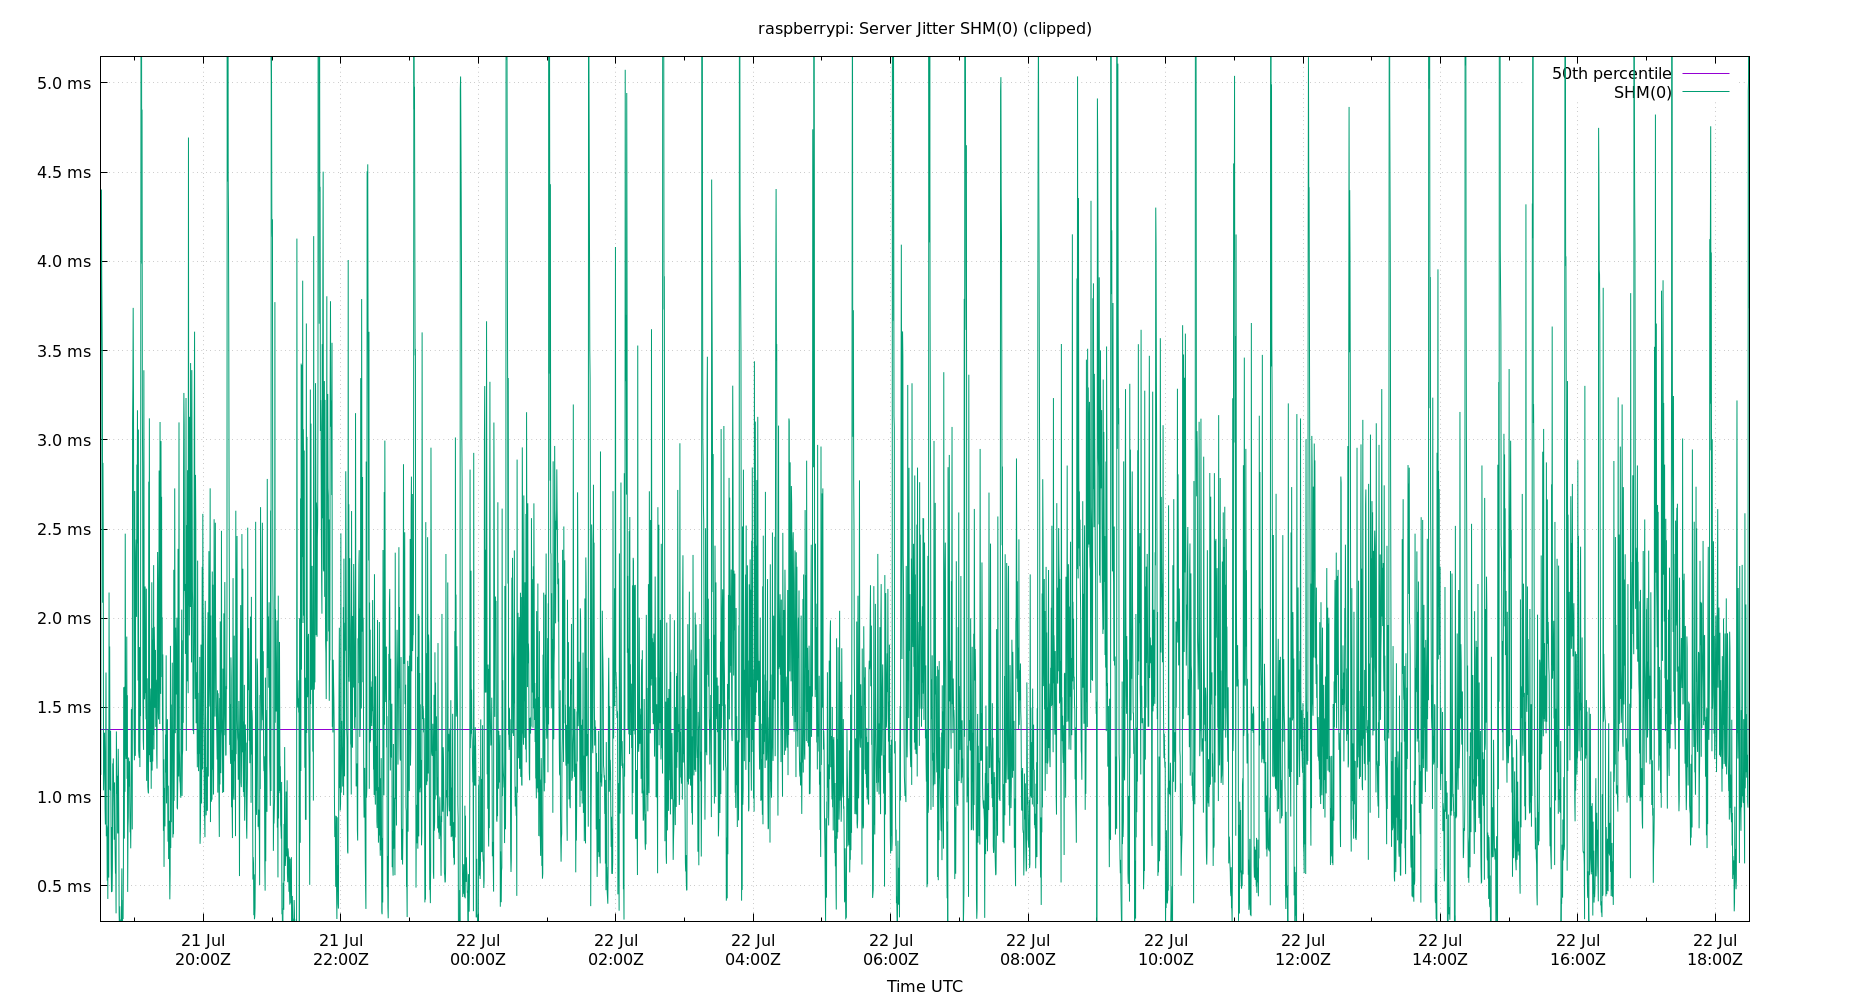 raspberrypi: Server Jitter SHM(0) (clipped)
50th percentile
SHM(0)
5.0 ms
4.5 ms
4.0 ms
3.5 ms
3.0 ms
2.5 ms
2.0 ms
1.5 ms
1.0 ms
0.5 ms
21 Jul 21 Jul 22 Jul 22 Jul 22 Jul 22 Jul 22 Jul 22 Jul 22 Jul 22 Jul 22 Jul 22 Jul
20:00Z 22:00Z 00:00Z 02:00Z 04:00Z 06:00Z 08:00Z 10:00Z 12:00Z 14:00Z 16:00Z 18:00Z
Time UTC